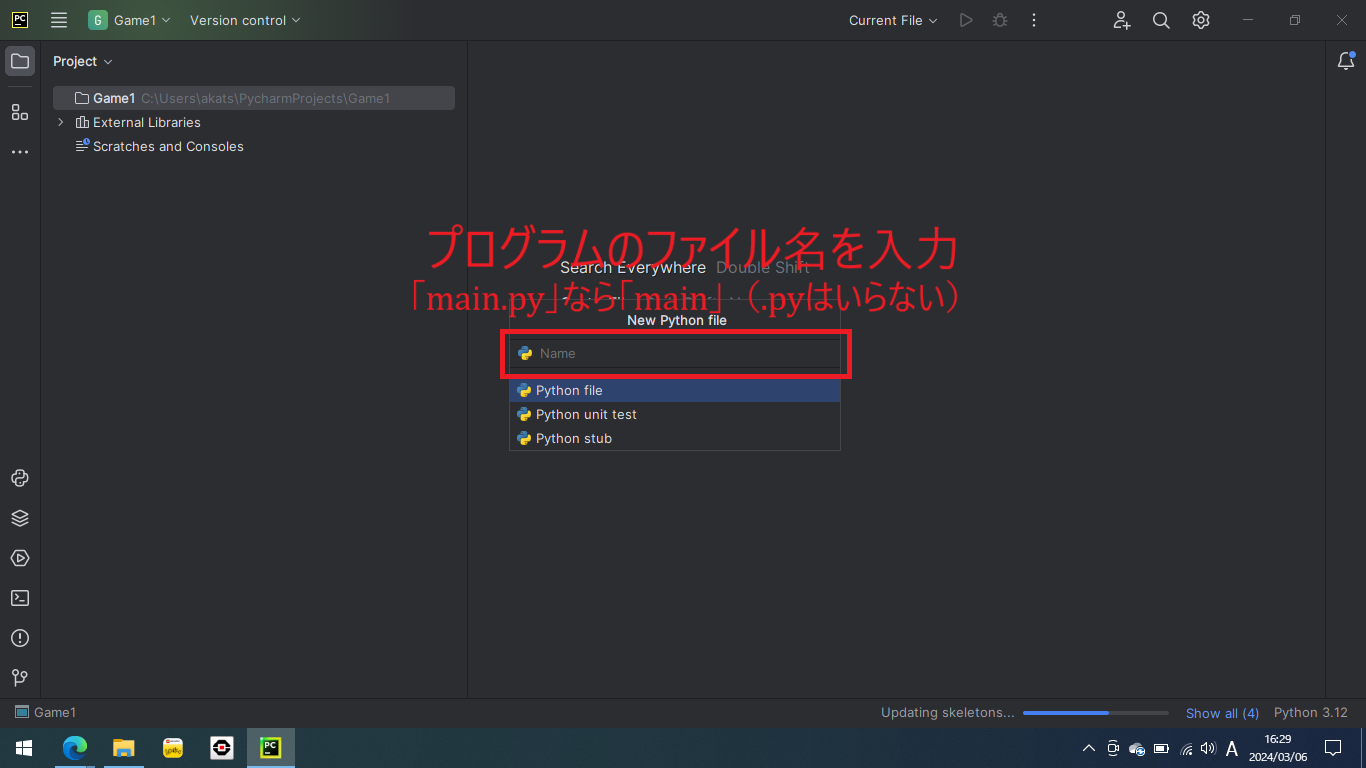 PC
G
Game1
Version control
Current File
Project
Game1 C:\Users\akats\PycharmProjects\Game1
External Libraries
Scratches and Consoles
プログラムのファイル名を入力
Search Everywhere Double Shift
「main.py」なら「main」（.pyはいらない）
New Python file
Name
Python file
Python unit test
Python stub
Game1
Updating skeletons...
Show all (4)
Python 3.12
PC
A
16:29
2024/03/06